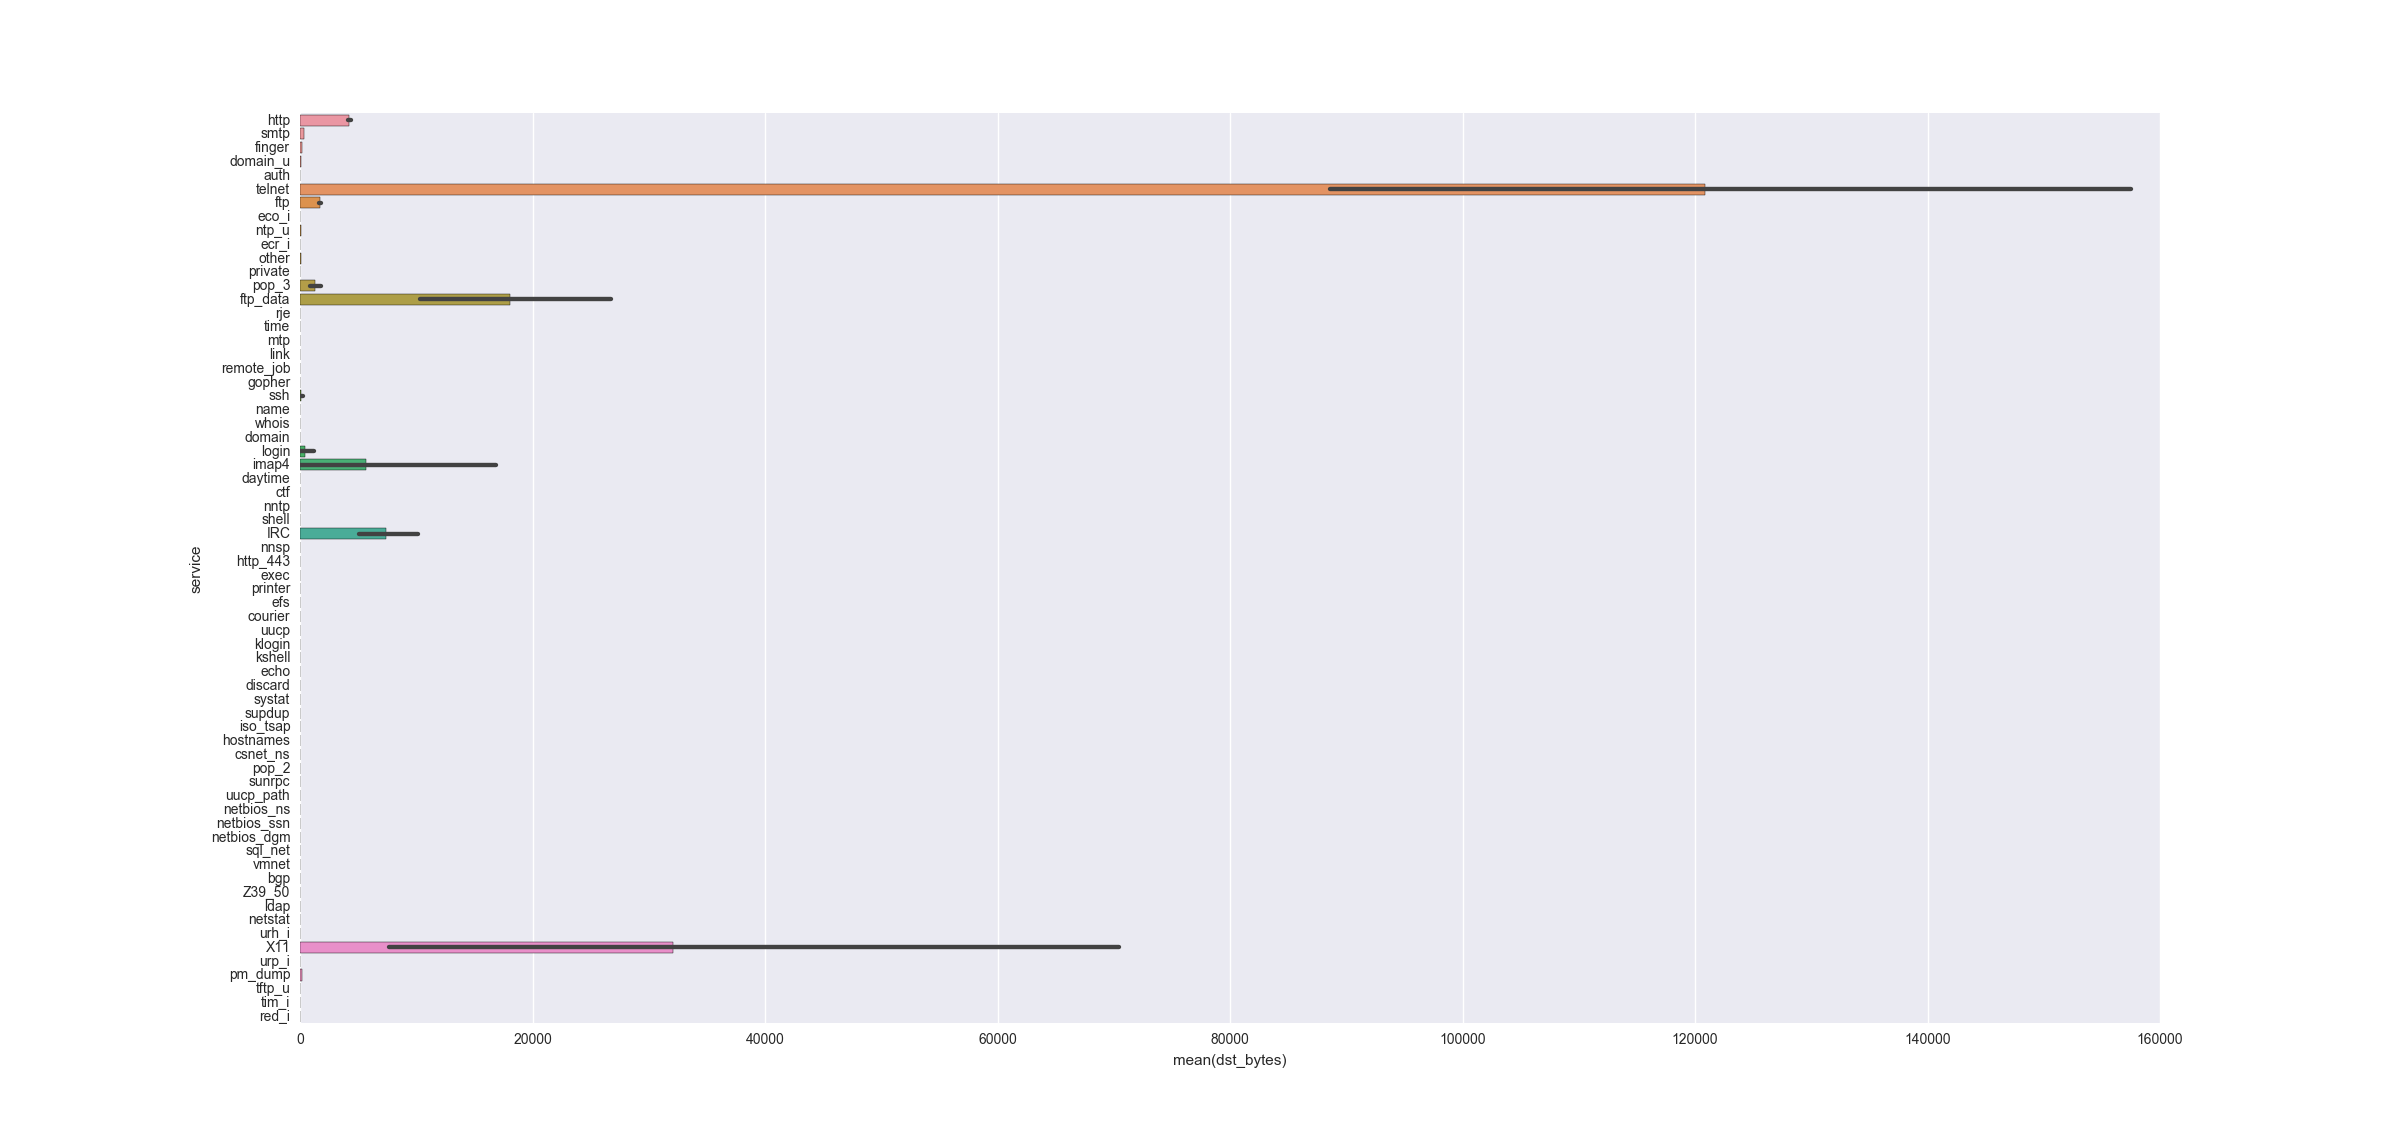 http
smtp
finger
domain_u
auth
telnet
ftp
eco_i
ntp_u
ecr_i
other
private
pop_3
ftp_data
rje
time
mtp
link
remote_job
gopher
ssh
name
whois
domain
login
imap4
daytime
ctf
nntp
shell
IRC
nnsp
http_443
exec
printer
efs
courier
uucp
klogin
kshell
echo
discard
systat
supdup
iso_tsap
hostnames
csnet_ns
pop_2
sunrpc
uucp_path
netbios_ns
netbios_ssn
netbios_dgm
sql_net
vmnet
bgp
Z39_50
ldap
netstat
urh_i
X11
urp_i
pm_dump
tftp_u
tim_i
red_i
service
0 20000 40000 60000 80000 100000 120000 140000 160000
mean(dst_bytes)